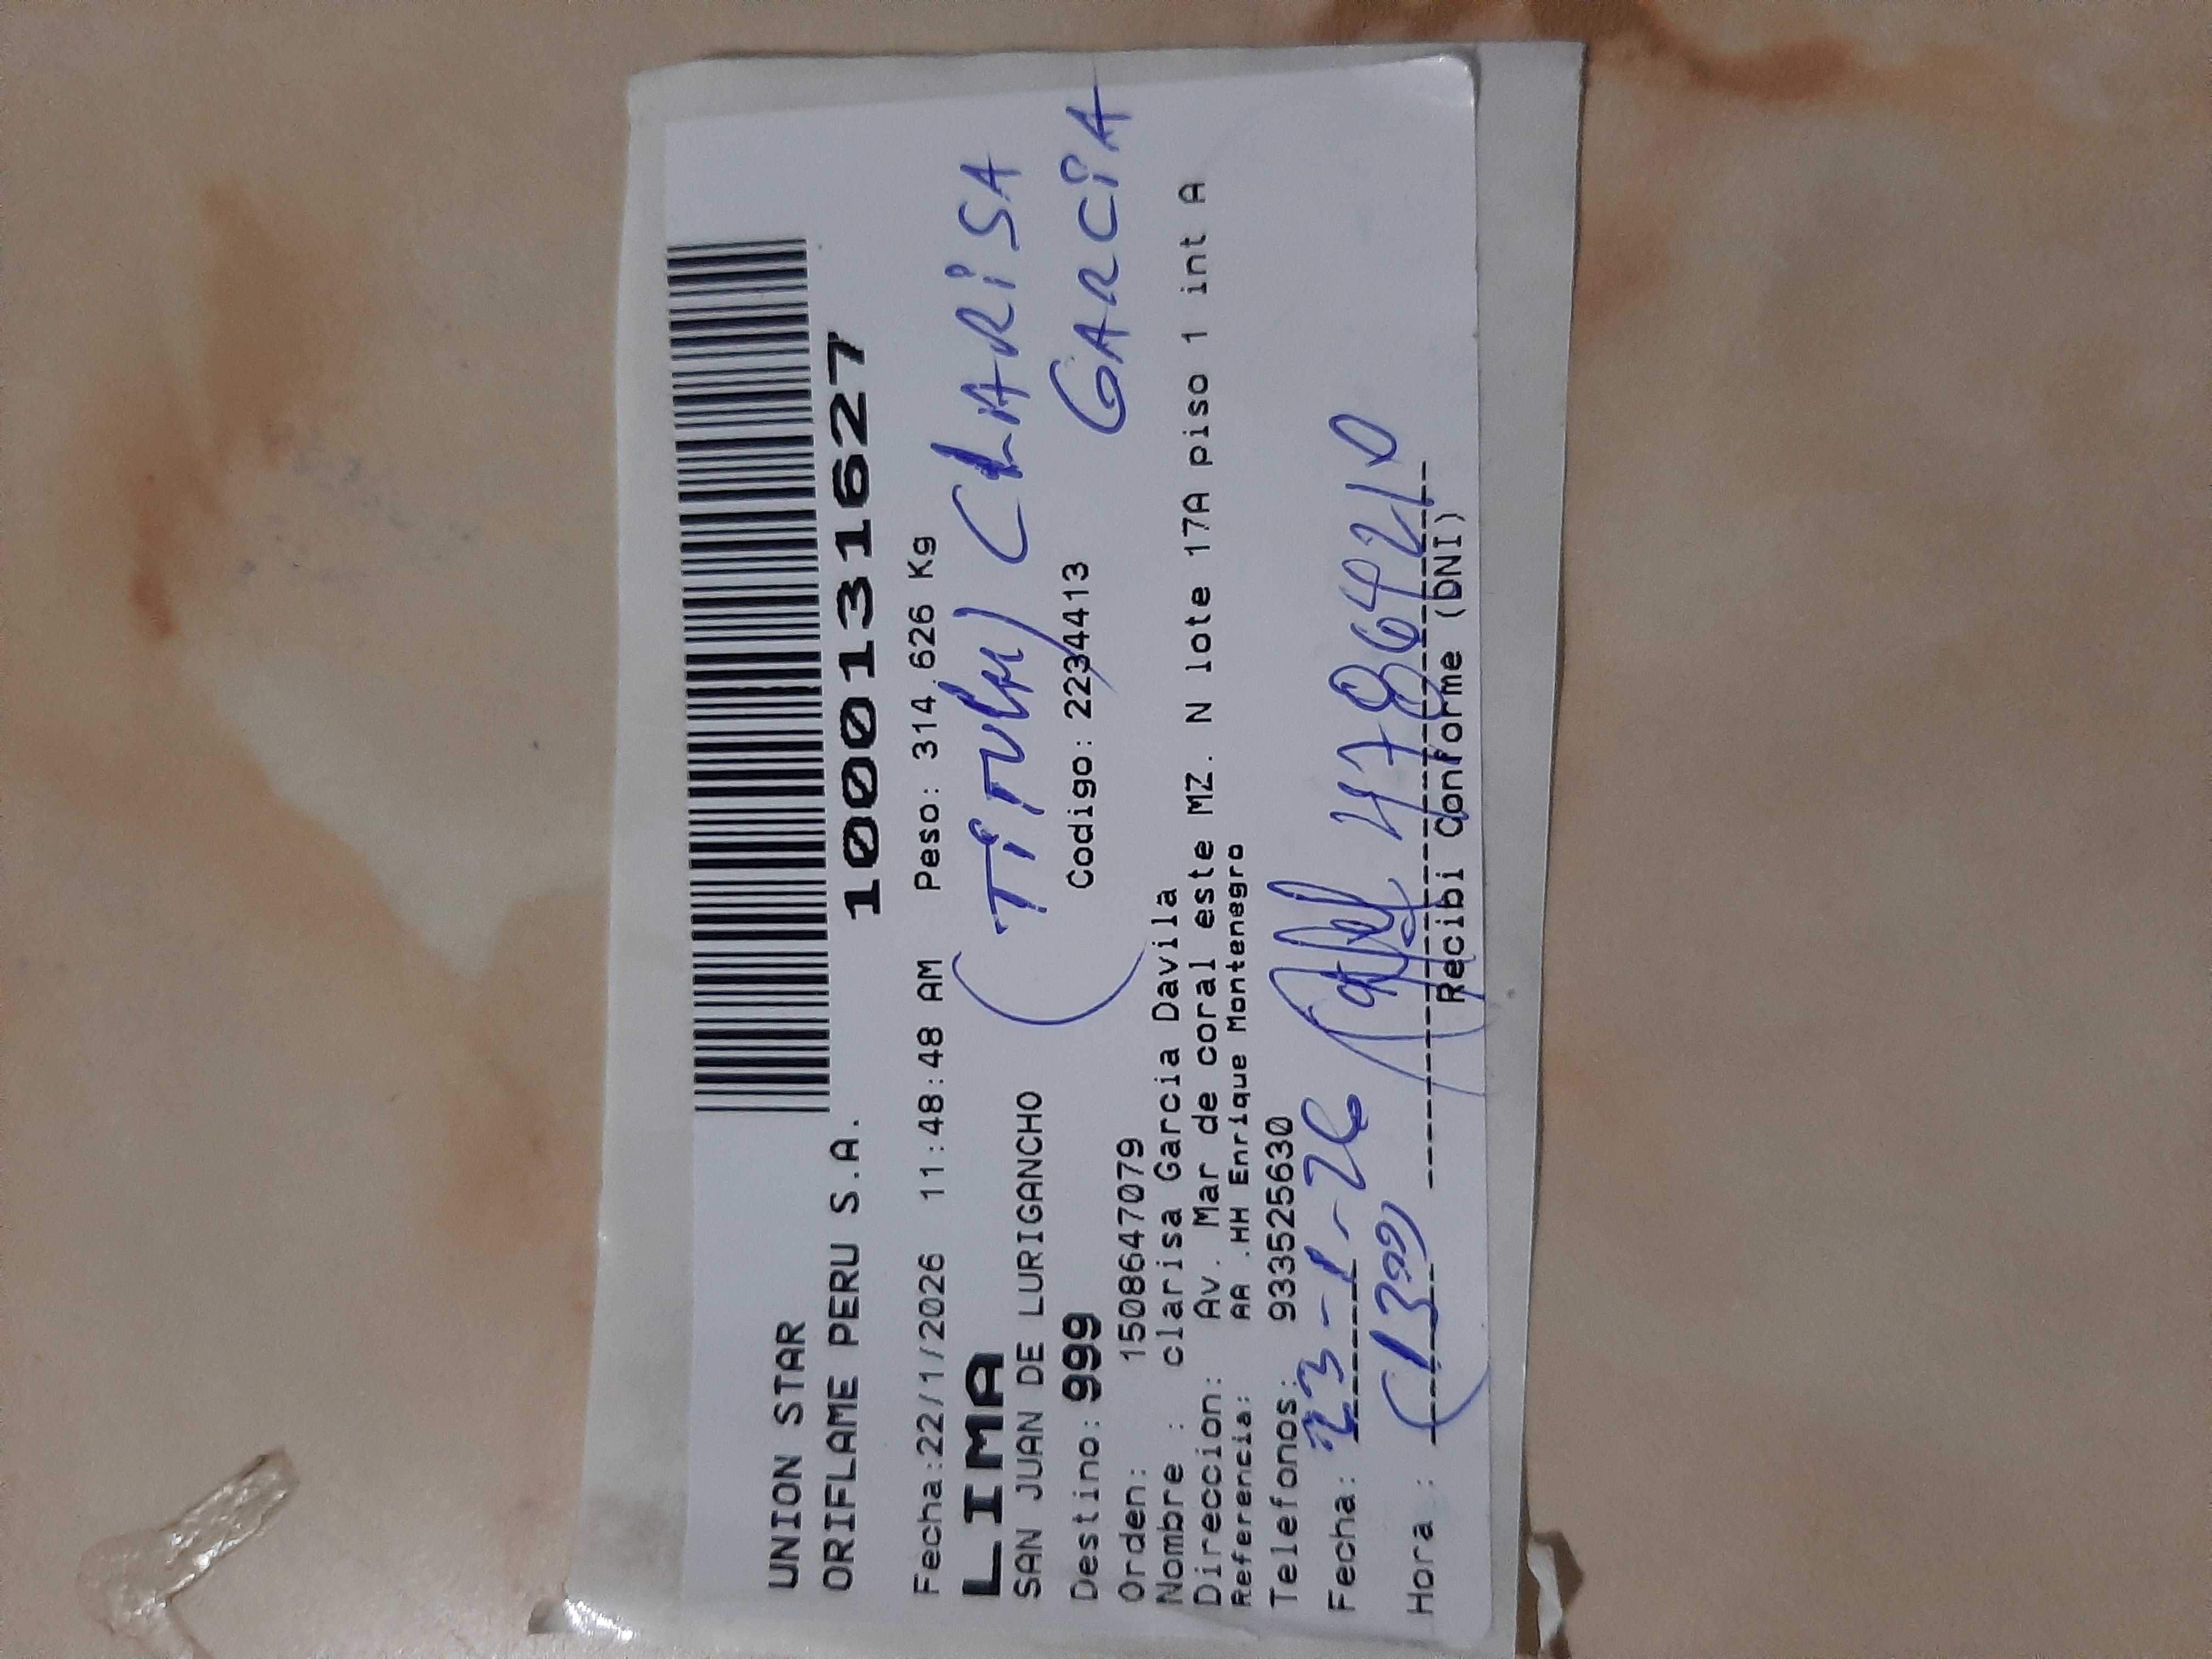 UNION STAR
ORIFLAME PERU S.A.
1000131627
Fecha:22/1/2026 11:48:48 AM Peso: 314.626 Kg
LIMA
SAN JUAN DE LURIGANCHO
(TiTULAR) CLARiSA
GARCiA
Destino: 999 Codigo: 2234413
Orden: 1508647079
Nombre : clarisa Garcia Davila
Direccion: Av. Mar de coral este MZ. N lote 17A piso 1 int A
Referencia: AA .HH Enrique Montenegro
Telefonos: 933525630
Fecha: 23-1-26
47864210
Hora :
Recibi Conforme (DNI)